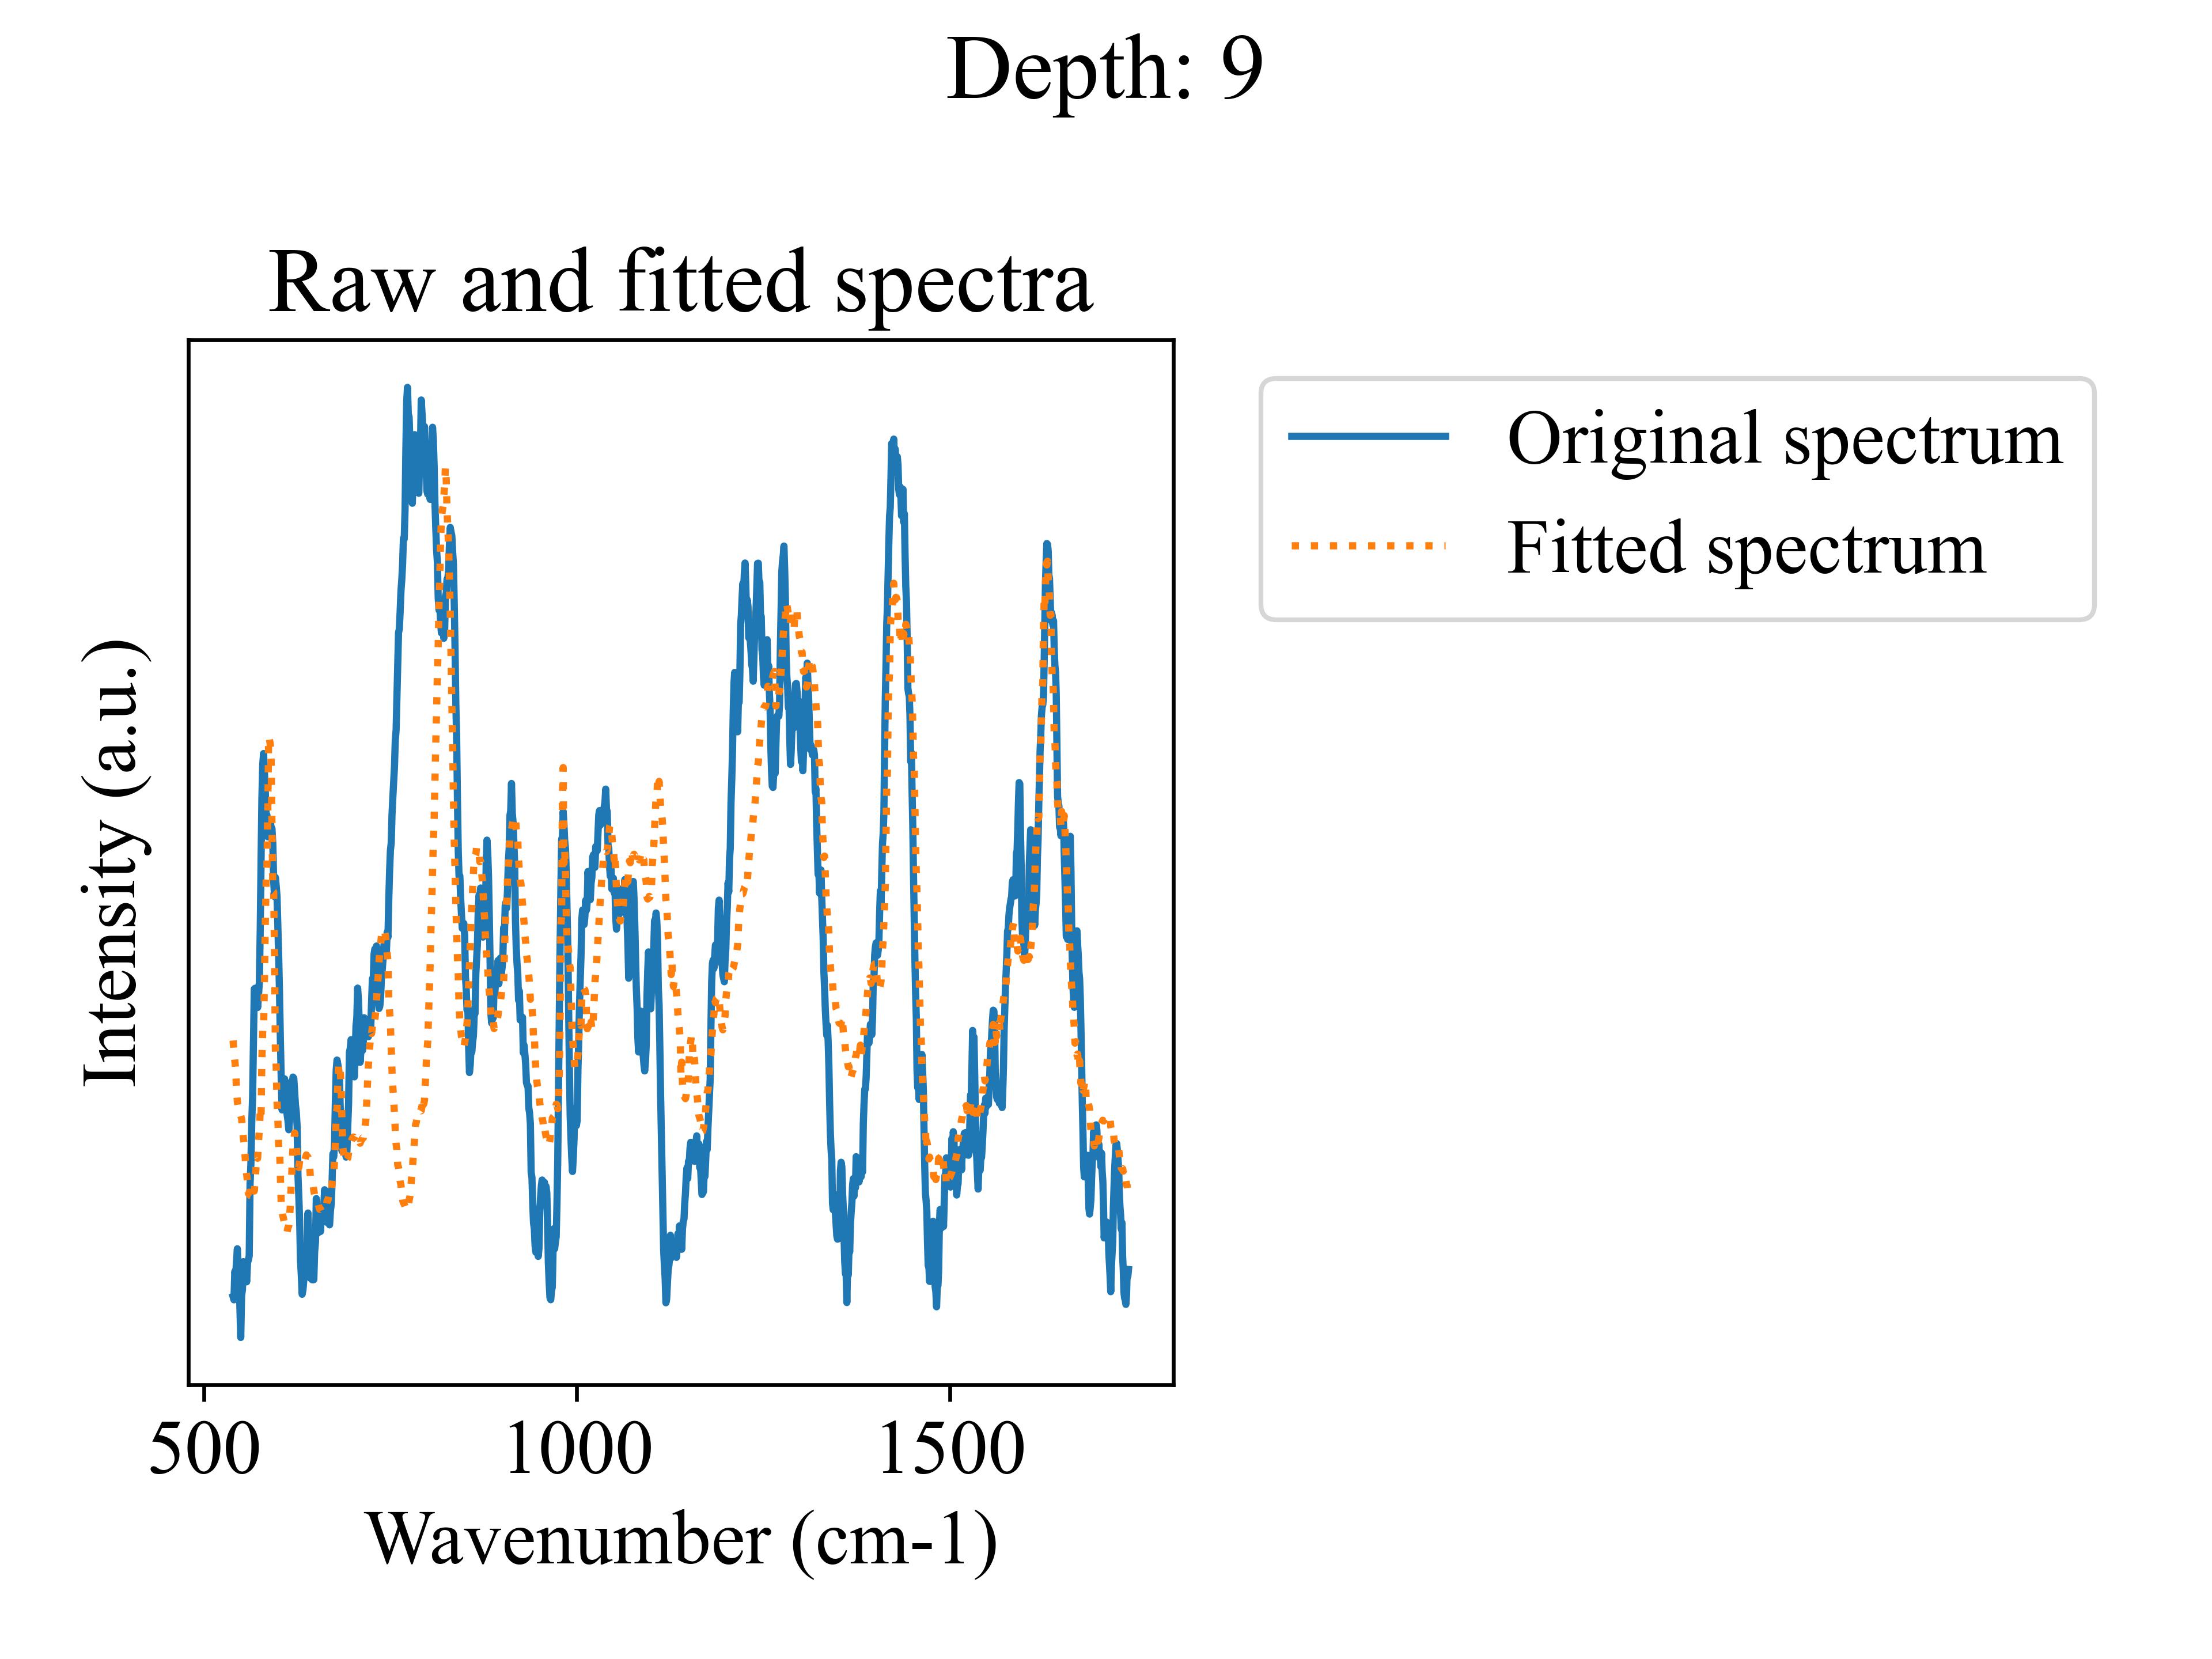 Depth: 9
Raw and fitted spectra
Original spectrum
Fitted spectrum
Intensity (a.u.)
500 1000 1500
Wavenumber (cm-1)